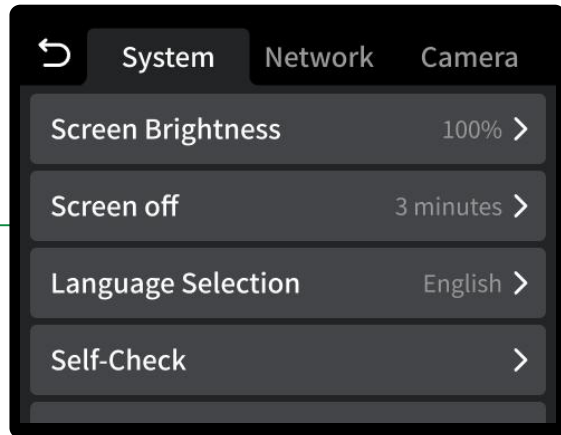 System Network Camera
Screen Brightness 100%
Screen off 3 minutes
Language Selection English
Self-Check